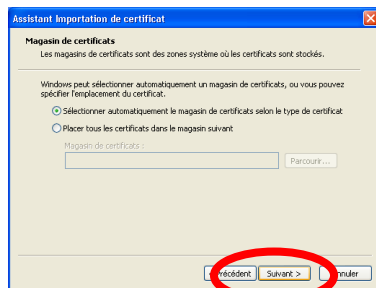 Assistant Importation de certificat
Magasin de certificats
Les magasins de certificats sont des zones système où les certificats sont stockés.
Windows peut sélectionner automatiquement un magasin de certificats, ou vous pouvez
spécifier l'emplacement du certificat.
Sélectionner automatiquement le magasin de certificats selon le type de certificat
Placer tous les certificats dans le magasin suivant
Magasin de certificats :
Parcourir...
< Précédent Suivant > Annuler